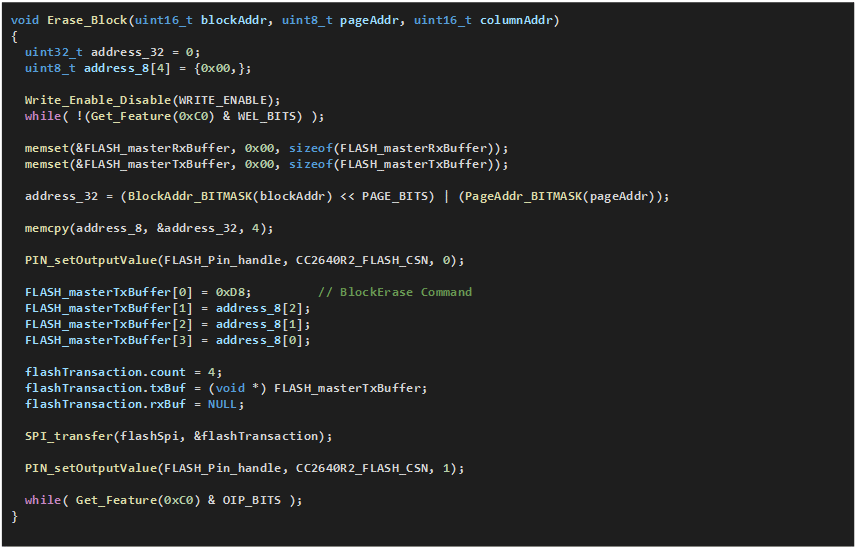 void Erase_Block(uint16_t blockAddr, uint8_t pageAddr, uint16_t columnAddr)
{
  uint32_t address_32 = 0;
  uint8_t address_8[4] = {0x00,};

  Write_Enable_Disable(WRITE_ENABLE);
  while( !(Get_Feature(0xC0) & WEL_BITS) );

  memset(&FLASH_masterRxBuffer, 0x00, sizeof(FLASH_masterRxBuffer));
  memset(&FLASH_masterTxBuffer, 0x00, sizeof(FLASH_masterTxBuffer));

  address_32 = (BlockAddr_BITMASK(blockAddr) << PAGE_BITS) | (PageAddr_BITMASK(pageAddr));

  memcpy(address_8, &address_32, 4);

  PIN_setOutputValue(FLASH_Pin_handle, CC2640R2_FLASH_CSN, 0);

  FLASH_masterTxBuffer[0] = 0xD8;         // BlockErase Command
  FLASH_masterTxBuffer[1] = address_8[2];
  FLASH_masterTxBuffer[2] = address_8[1];
  FLASH_masterTxBuffer[3] = address_8[0];

  flashTransaction.count = 4;
  flashTransaction.txBuf = (void *) FLASH_masterTxBuffer;
  flashTransaction.rxBuf = NULL;

  SPI_transfer(flashSpi, &flashTransaction);

  PIN_setOutputValue(FLASH_Pin_handle, CC2640R2_FLASH_CSN, 1);

  while( Get_Feature(0xC0) & OIP_BITS );
}